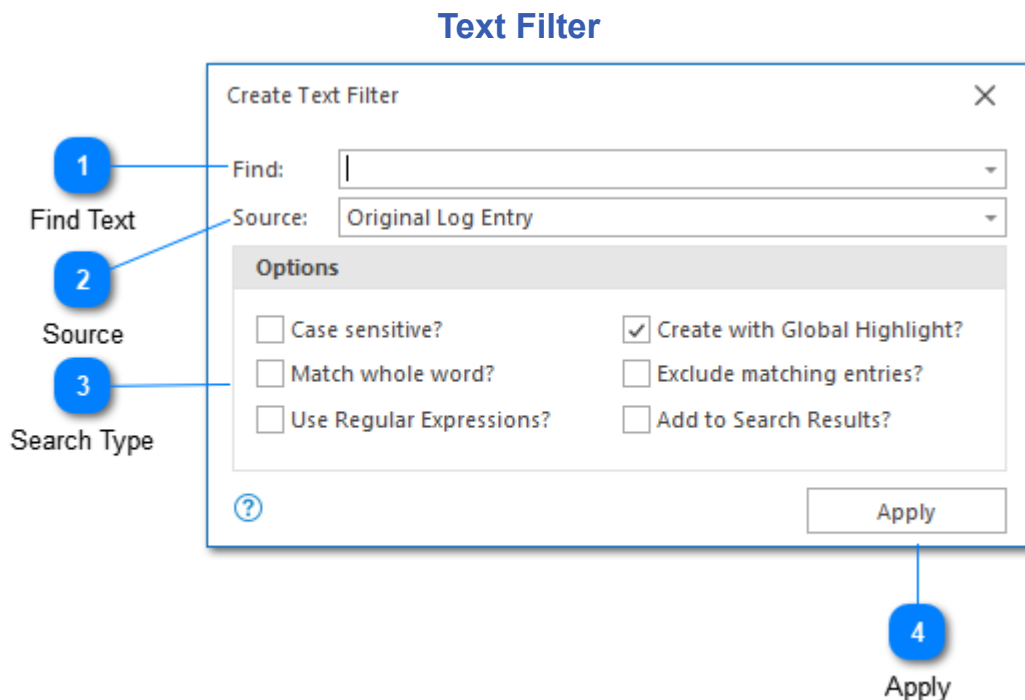 Text Filter
Create Text Filter
1
Find Text
Find:
2
Source
Source: Original Log Entry
Options
3
Search Type
Case sensitive? Create with Global Highlight?
Match whole word? Exclude matching entries?
Use Regular Expressions? Add to Search Results?
?
Apply
4
Apply